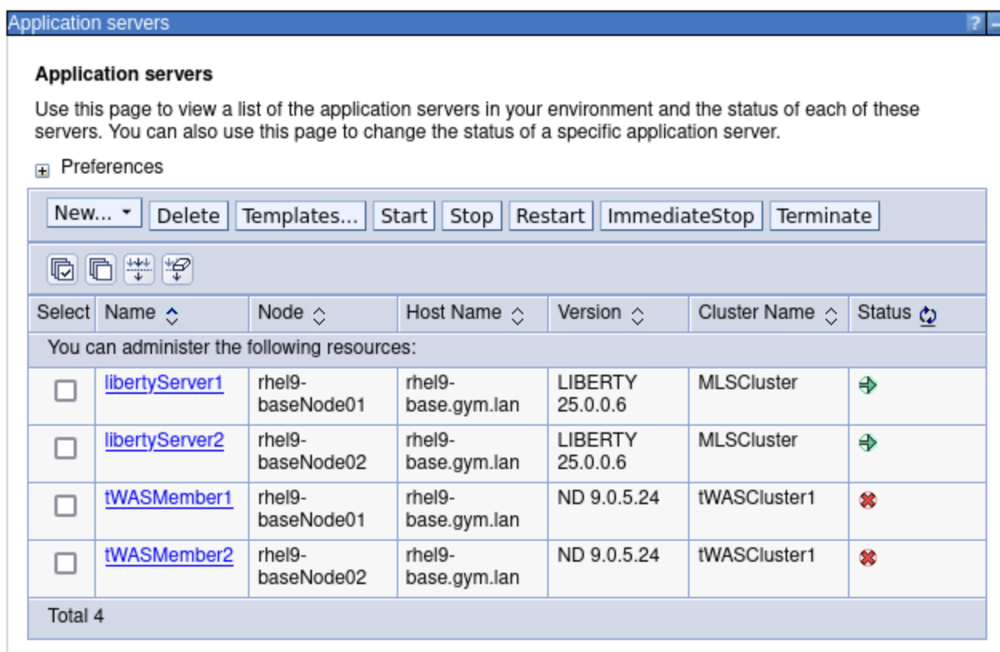 Application servers
?
Application servers
Use this page to view a list of the application servers in your environment and the status of each of these
servers. You can also use this page to change the status of a specific application server.
Preferences
New... Delete Templates... Start Stop Restart ImmediateStop Terminate
Select Name Node Host Name Version Cluster Name Status
You can administer the following resources:
libertyServer1 rhel9- rhel9- LIBERTY MLSCluster
baseNode01 base.gym.lan 25.0.0.6
libertyServer2 rhel9- rhel9- LIBERTY MLSCluster
baseNode02 base.gym.lan 25.0.0.6
tWASMember1 rhel9- rhel9- ND 9.0.5.24 tWASCluster1
baseNode01 base.gym.lan
tWASMember2 rhel9- rhel9- ND 9.0.5.24 tWASCluster1
baseNode02 base.gym.lan
Total 4